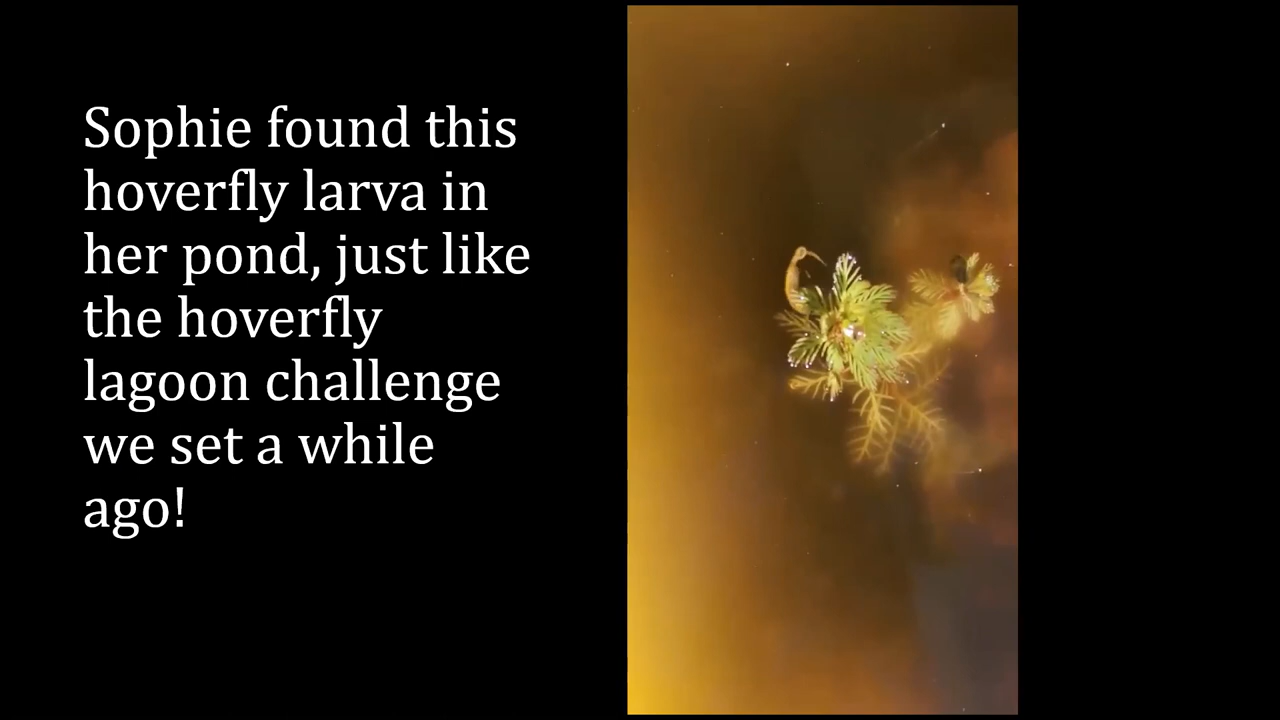 Sophie found this
hoverfly larva in
her pond, just like
the hoverfly
lagoon challenge
we set a while
ago!